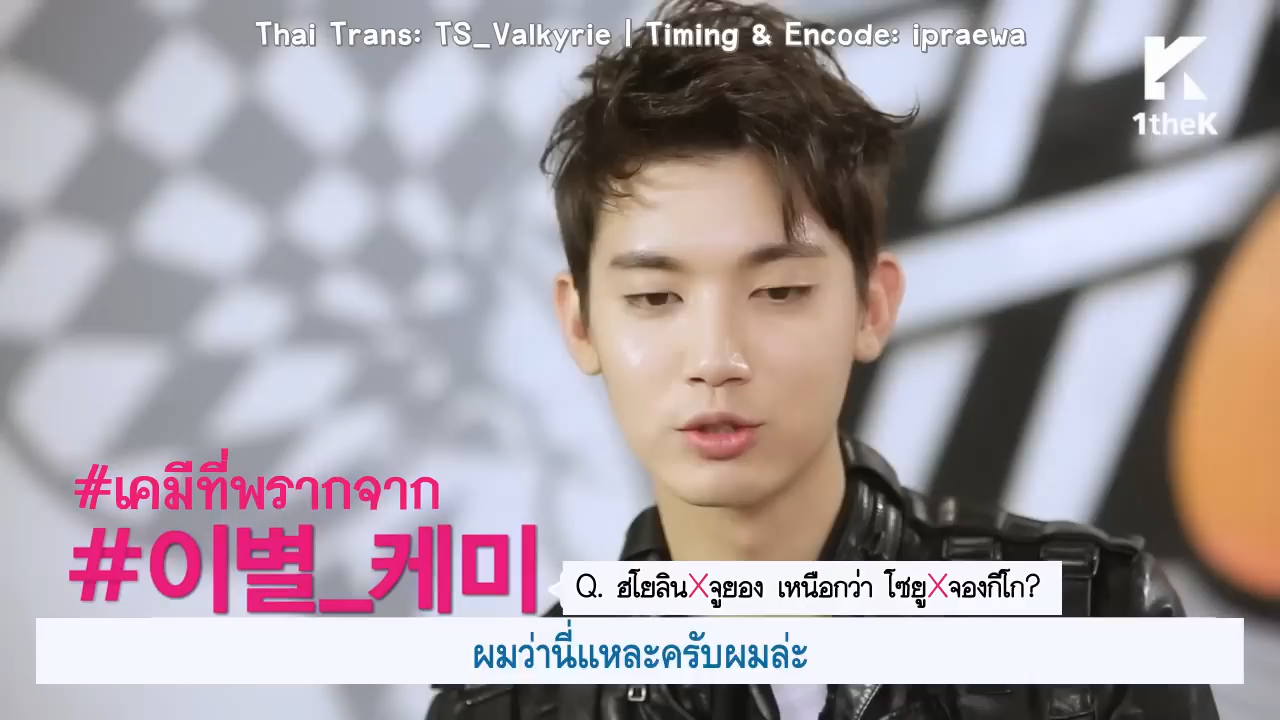 Thai Trans: TS_Valkyrie | Timing & Encode: ipraewa
1theK
#เคมีที่พรากจาก
#이별_케미
Q. ฮโยลินXจูยอง เหนือกว่า โซยูXจองกีโก?
ผมว่านี่แหละครับผมล่ะ